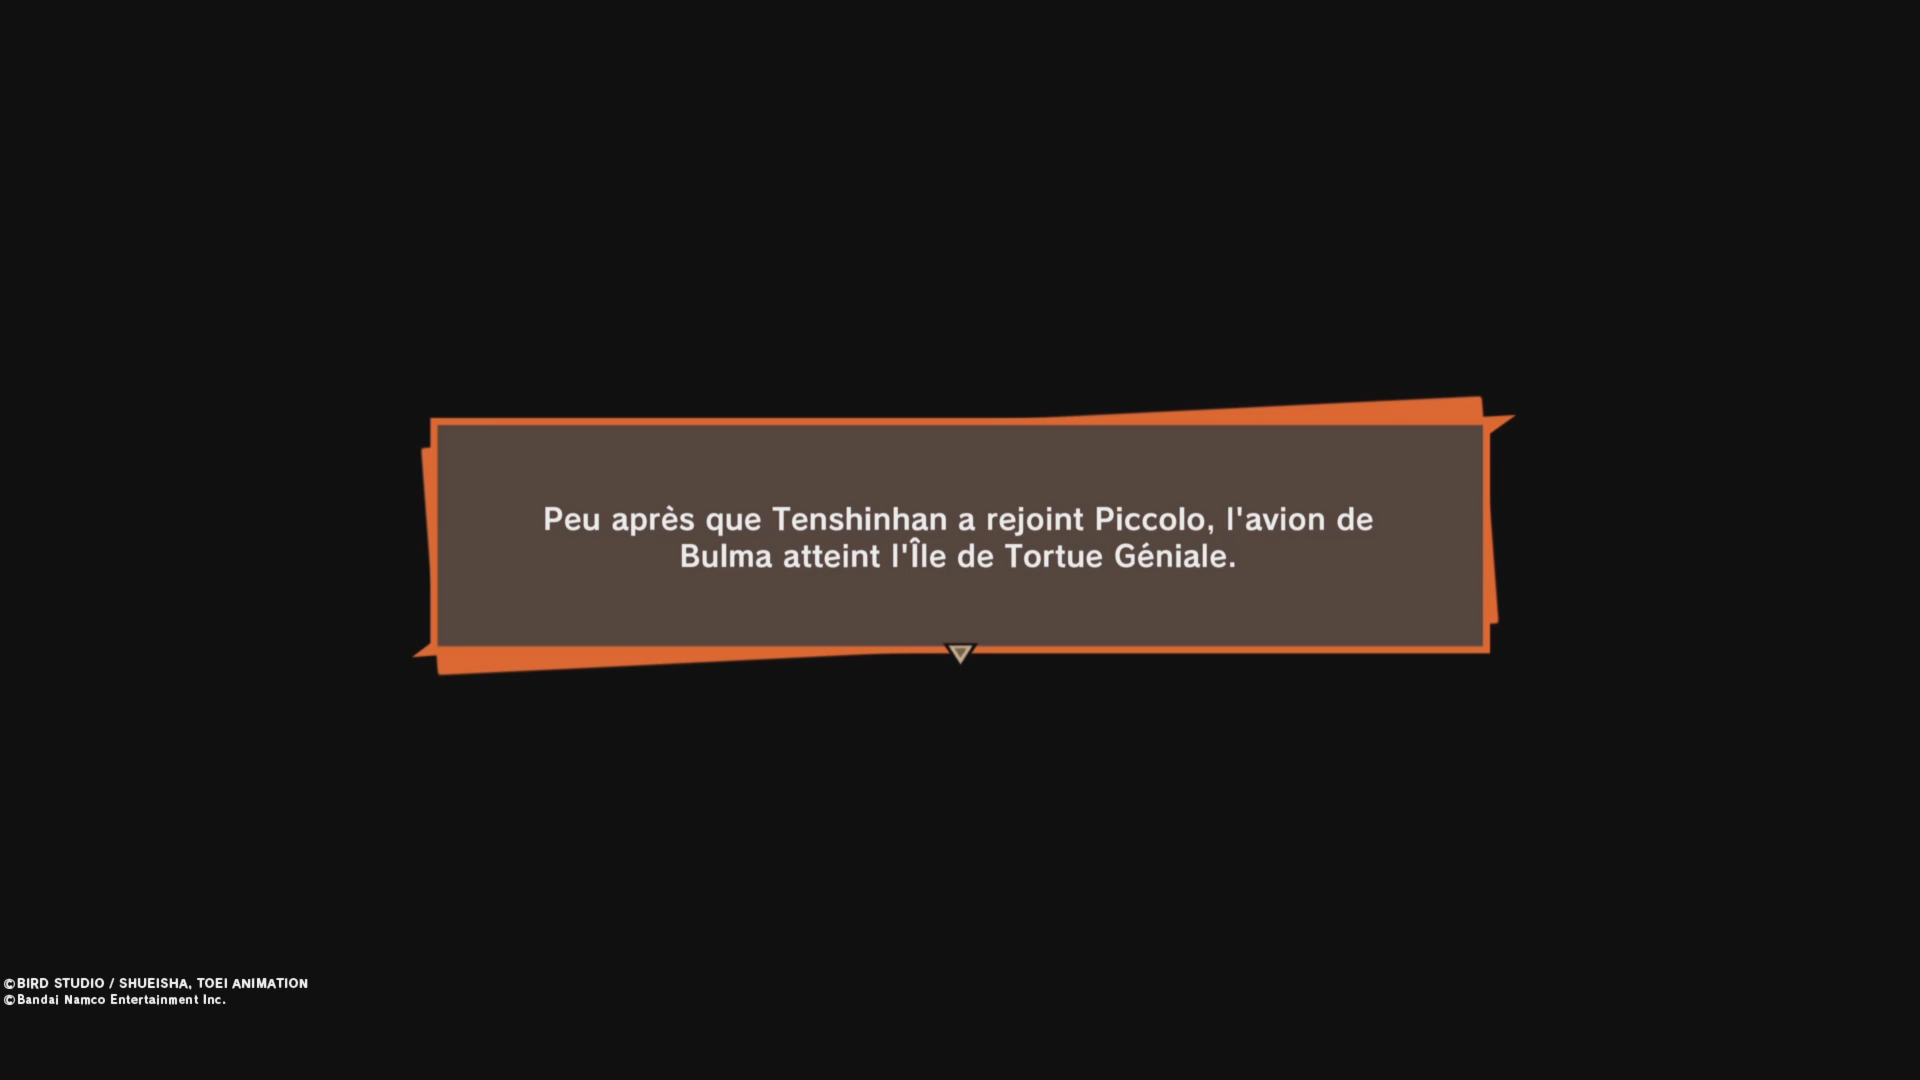 Peu après que Tenshinhan a rejoint Piccolo, l'avion de
Bulma atteint l'Île de Tortue Géniale.
©BIRD STUDIO / SHUEISHA, TOEI ANIMATION
©Bandai Namco Entertainment Inc.